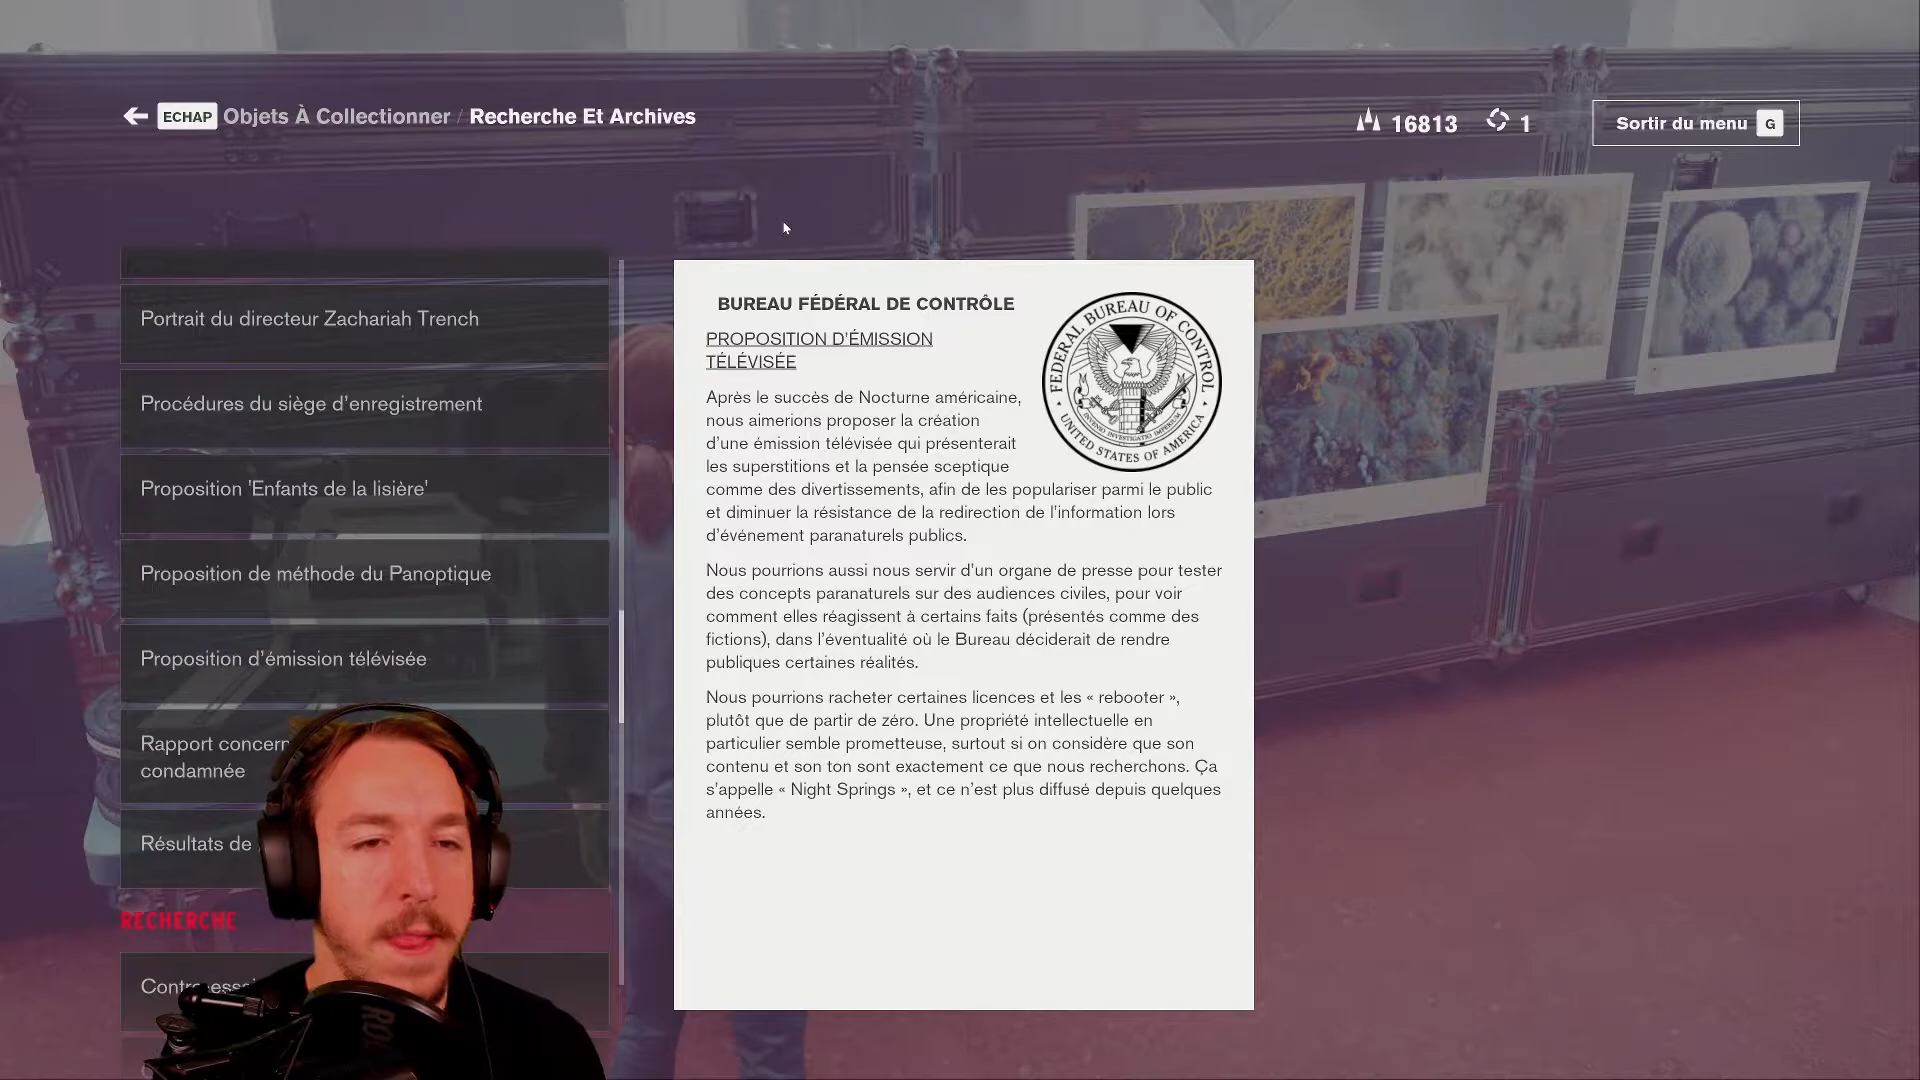 ECHAP Objets À Collectionner / Recherche Et Archives
16813 1
Sortir du menu G
Portrait du directeur Zachariah Trench
Procédures du siège d'enregistrement
Proposition 'Enfants de la lisière'
Proposition de méthode du Panoptique
Proposition d'émission télévisée
Rapport
condamnée
Résultats de
RECHERCHE
BUREAU FÉDÉRAL DE CONTRÔLE
PROPOSITION D'ÉMISSION
TÉLÉVISÉE
Après le succès de Nocturne américaine,
nous aimerions proposer la création
d'une émission télévisée qui présenterait
les superstitions et la pensée sceptique
comme des divertissements, afin de les populariser parmi le public
et diminuer la résistance de la redirection de l'information lors
d'événement paranaturels publics.
Nous pourrions aussi nous servir d'un organe de presse pour tester
des concepts paranaturels sur des audiences civiles, pour voir
comment elles réagissent à certains faits (présentés comme des
fictions), dans l'éventualité où le Bureau déciderait de rendre
publiques certaines réalités.
Nous pourrions racheter certaines licences et les « rebooter »,
plutôt que de partir de zéro. Une propriété intellectuelle en
particulier semble prometteuse, surtout si on considère que son
contenu et son ton sont exactement ce que nous recherchons. Ça
s'appelle « Night Springs », et ce n'est plus diffusé depuis quelques
années.
FEDERAL BUREAU OF CONTROL
UNITED STATES OF AMERICA
INVENIO INVESTIGATIO IMPERIUM